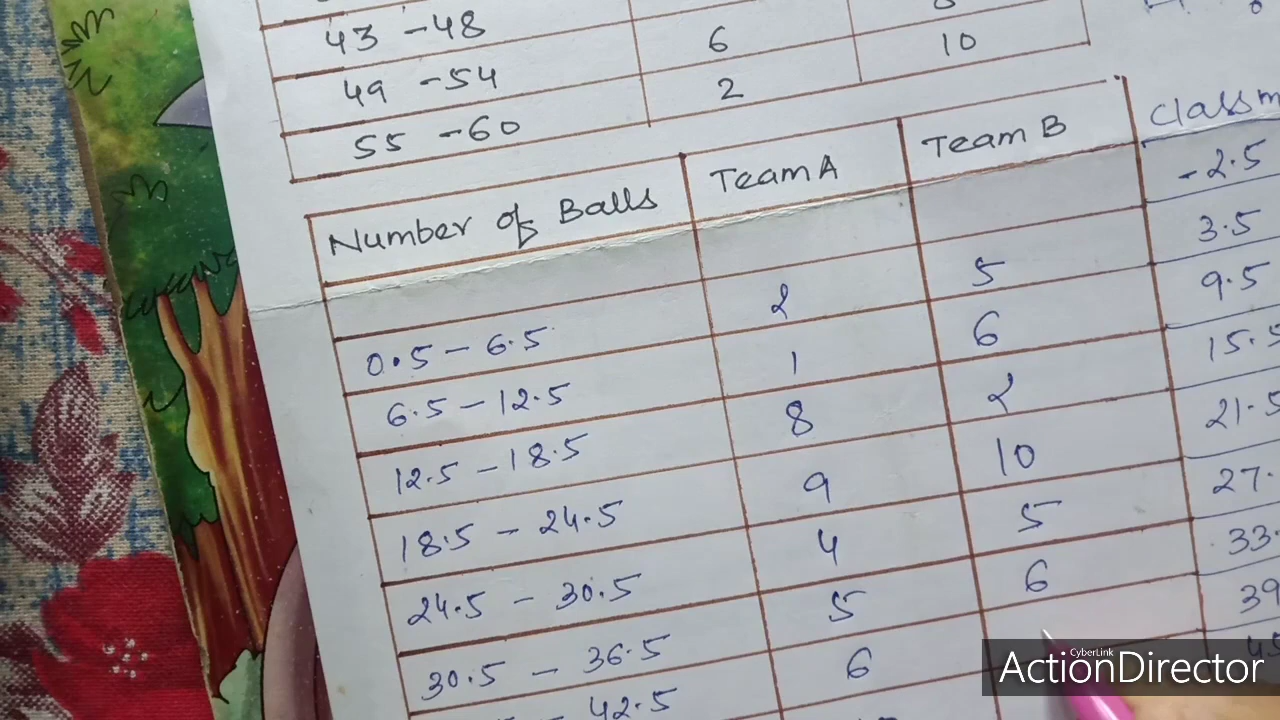 43 - 48
49 - 54 6 10
55 - 60 2
Number of Balls Team A Team B
-2.5
3.5
0.5 - 6.5 2 5 9.5
6.5 - 12.5 1 6
12.5 - 18.5 8 2
18.5 - 24.5 9 10
24.5 - 30.5 4 5
30.5 - 36.5 5 6
42.5 6
CyberLink
ActionDirector